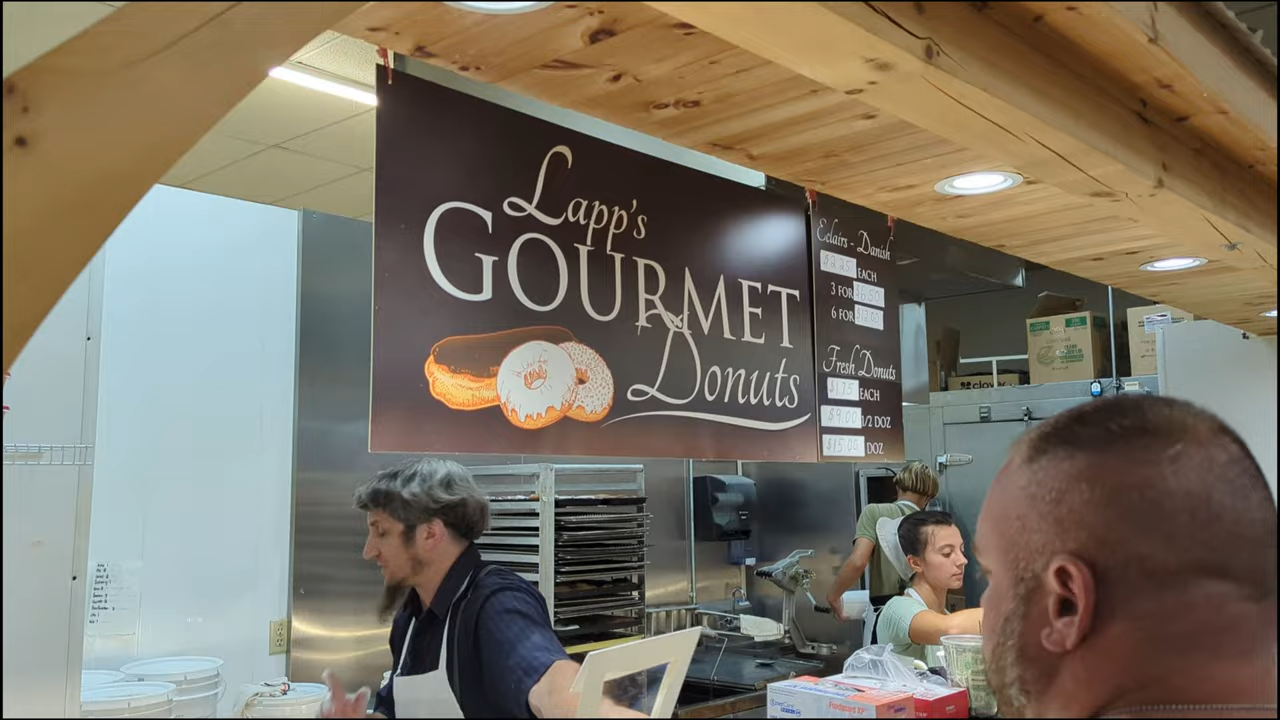 Lapp's
GOURMET
Donuts
Eclairs - Danish
$2.25 EACH
3 FOR $6.50
6 FOR $12.00
Fresh Donuts
$1.75 EACH
$9.00 1/2 DOZ
$15.00 DOZ